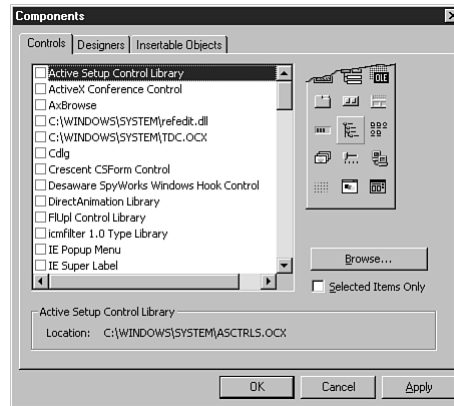 Components
Controls Designers Insertable Objects
Active Setup Control Library
ActiveX Conference Control
AxBrowse
C:\WINDOWS\SYSTEM\refedit.dll
C:\WINDOWS\SYSTEM\TDC.OCX
Cdlg
Crescent CSForm Control
Desaware SpyWorks Windows Hook Control
DirectAnimation Library
FlUpl Control Library
icmfilter 1.0 Type Library
IE Popup Menu
IE Super Label
OLE
Browse...
Selected Items Only
Active Setup Control Library
Location: C:\WINDOWS\SYSTEM\ASCTRLS.OCX
OK Cancel Apply